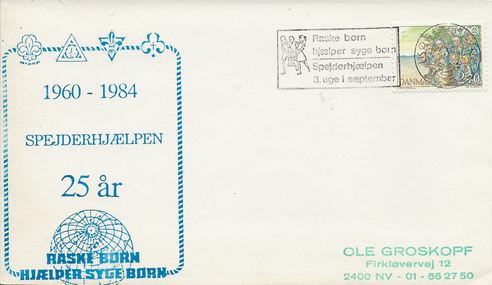 1960 - 1984
SPEJDERHJÆLPEN
25 år
RASKE BØRN
HJÆLPER SYGE BØRN
Raske børn
hjælper syge børn
Spejderhjælpen
3. uge i september
DANMARK
OLE GROSKOPF
Firkløvervej 12
2400 NV - 01 - 66 27 50